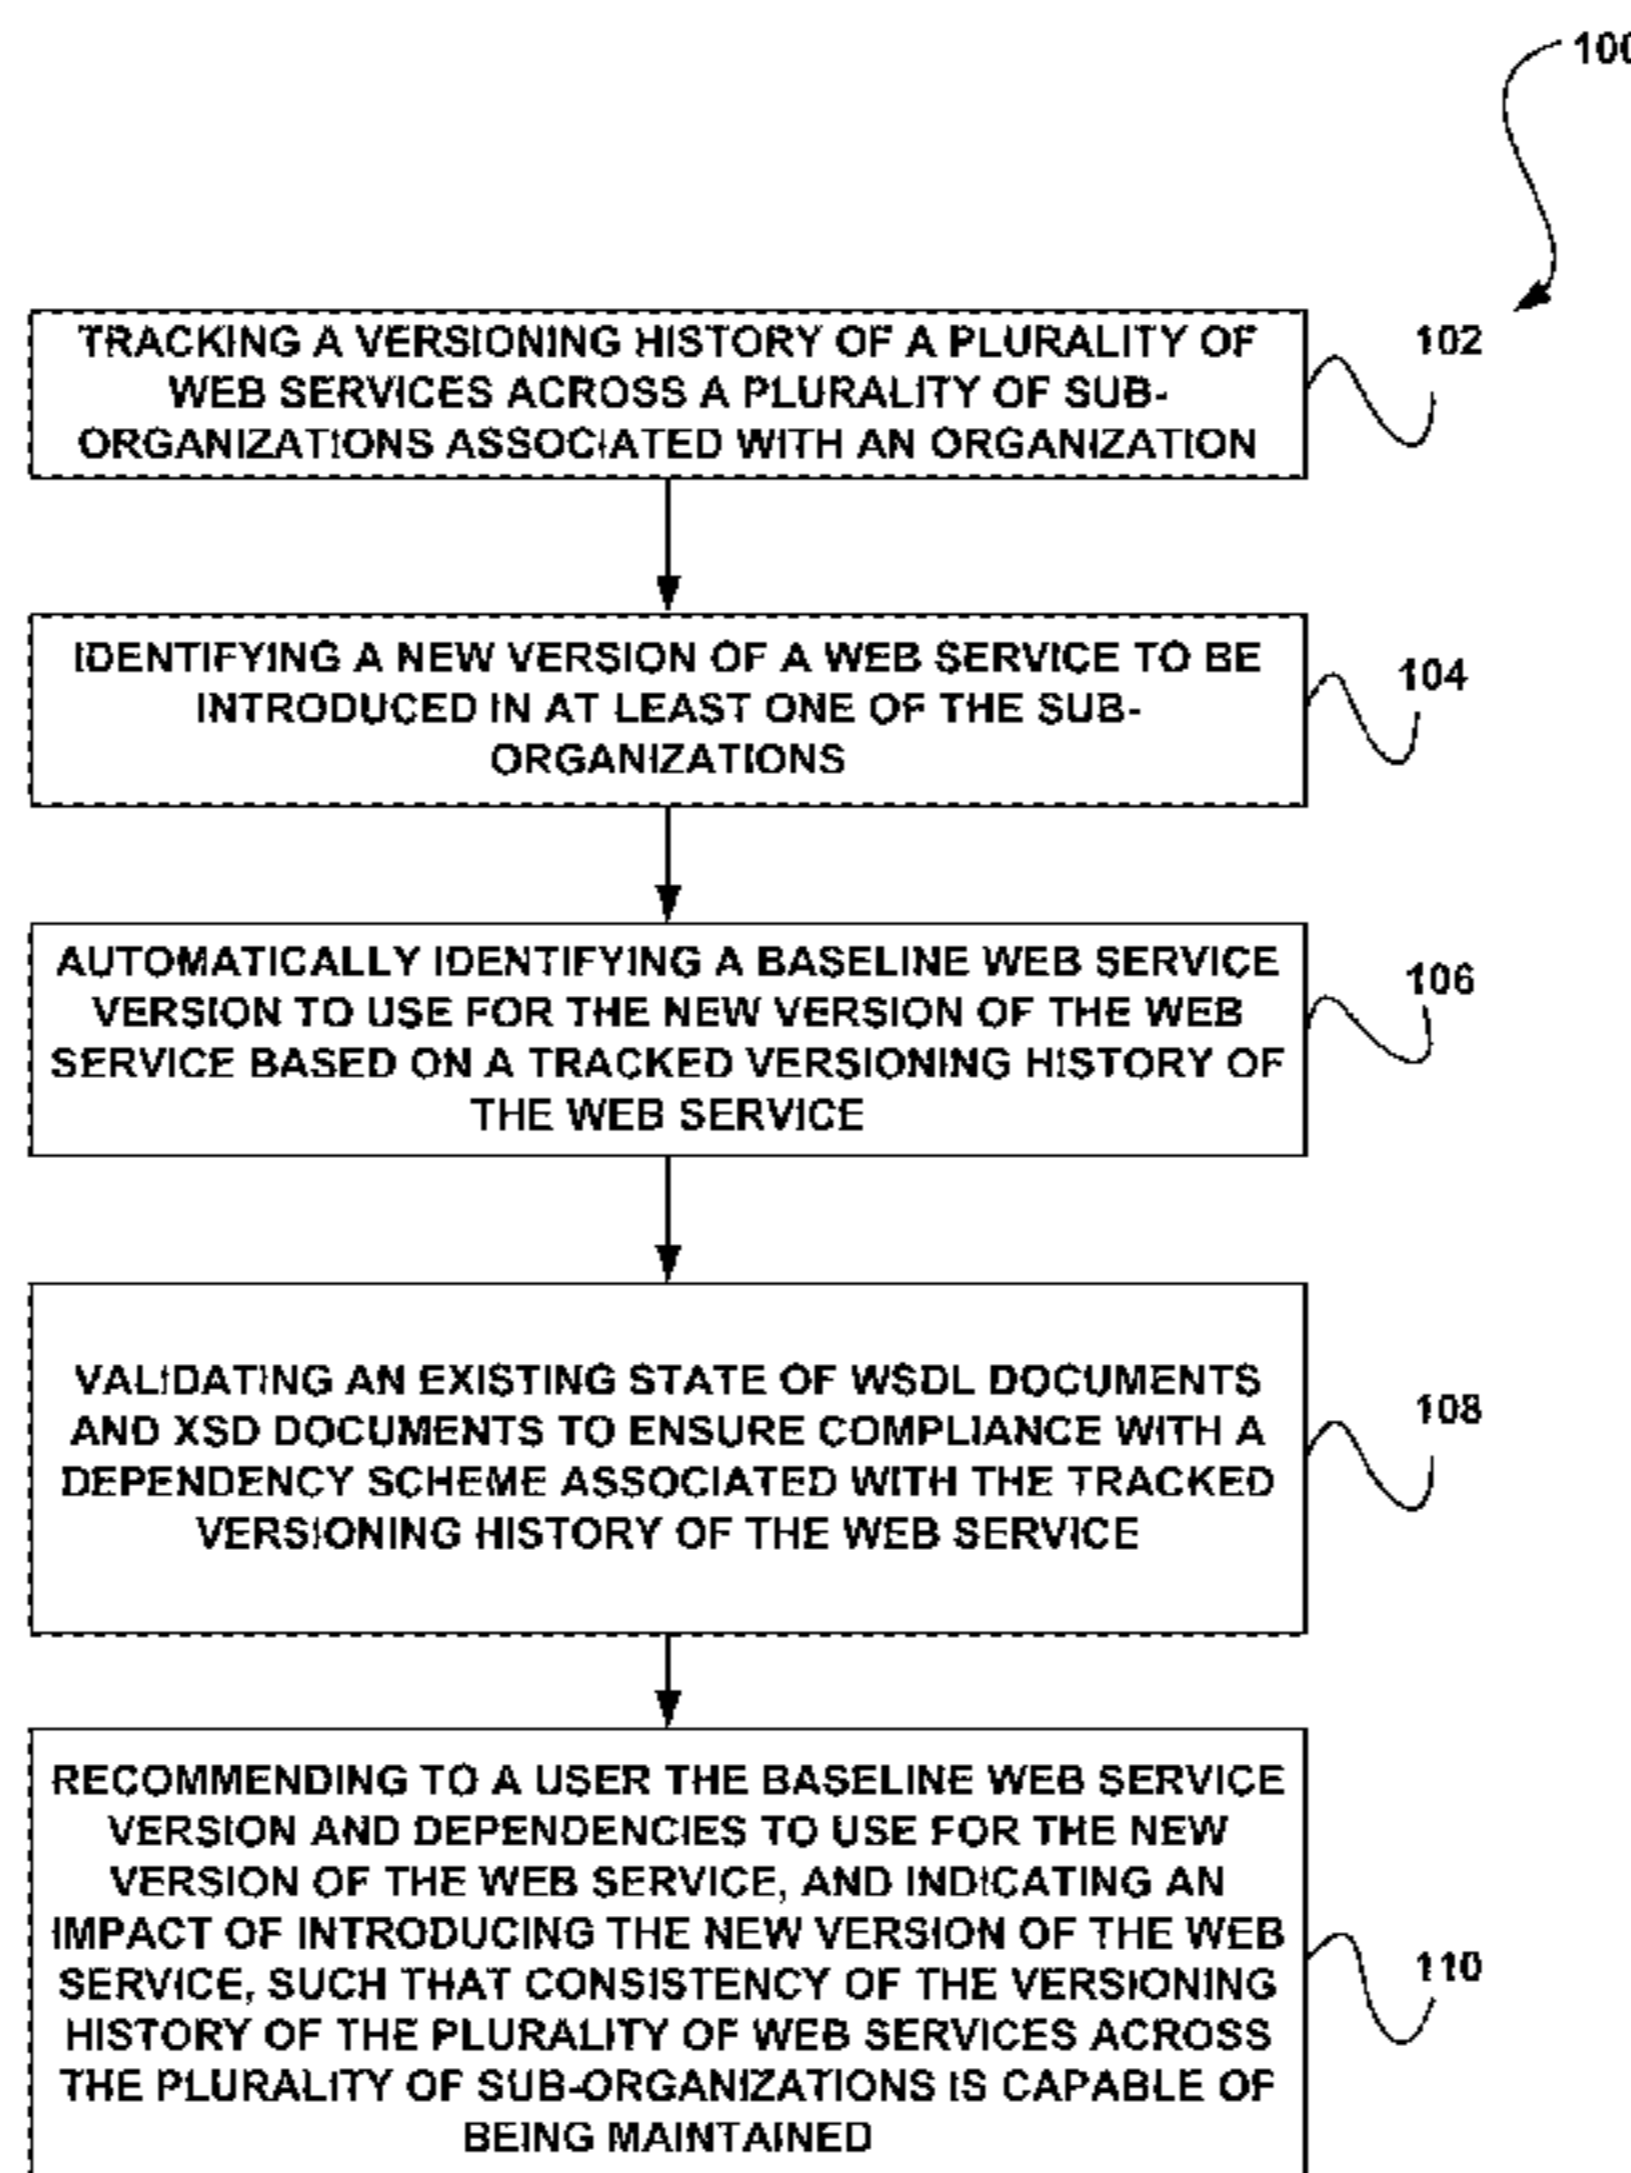 100
TRACKING A VERSIONING HISTORY OF A PLURALITY OF
WEB SERVICES ACROSS A PLURALITY OF SUB-
ORGANIZATIONS ASSOCIATED WITH AN ORGANIZATION
102
IDENTIFYING A NEW VERSION OF A WEB SERVICE TO BE
INTRODUCED IN AT LEAST ONE OF THE SUB-
ORGANIZATIONS
104
AUTOMATICALLY IDENTIFYING A BASELINE WEB SERVICE
VERSION TO USE FOR THE NEW VERSION OF THE WEB
SERVICE BASED ON A TRACKED VERSIONING HISTORY OF
THE WEB SERVICE
106
VALIDATING AN EXISTING STATE OF WSDL DOCUMENTS
AND XSD DOCUMENTS TO ENSURE COMPLIANCE WITH A
DEPENDENCY SCHEME ASSOCIATED WITH THE TRACKED
VERSIONING HISTORY OF THE WEB SERVICE
108
RECOMMENDING TO A USER THE BASELINE WEB SERVICE
VERSION AND DEPENDENCIES TO USE FOR THE NEW
VERSION OF THE WEB SERVICE, AND INDICATING AN
IMPACT OF INTRODUCING THE NEW VERSION OF THE WEB
SERVICE, SUCH THAT CONSISTENCY OF THE VERSIONING
HISTORY OF THE PLURALITY OF WEB SERVICES ACROSS
THE PLURALITY OF SUB-ORGANIZATIONS IS CAPABLE OF
BEING MAINTAINED
110